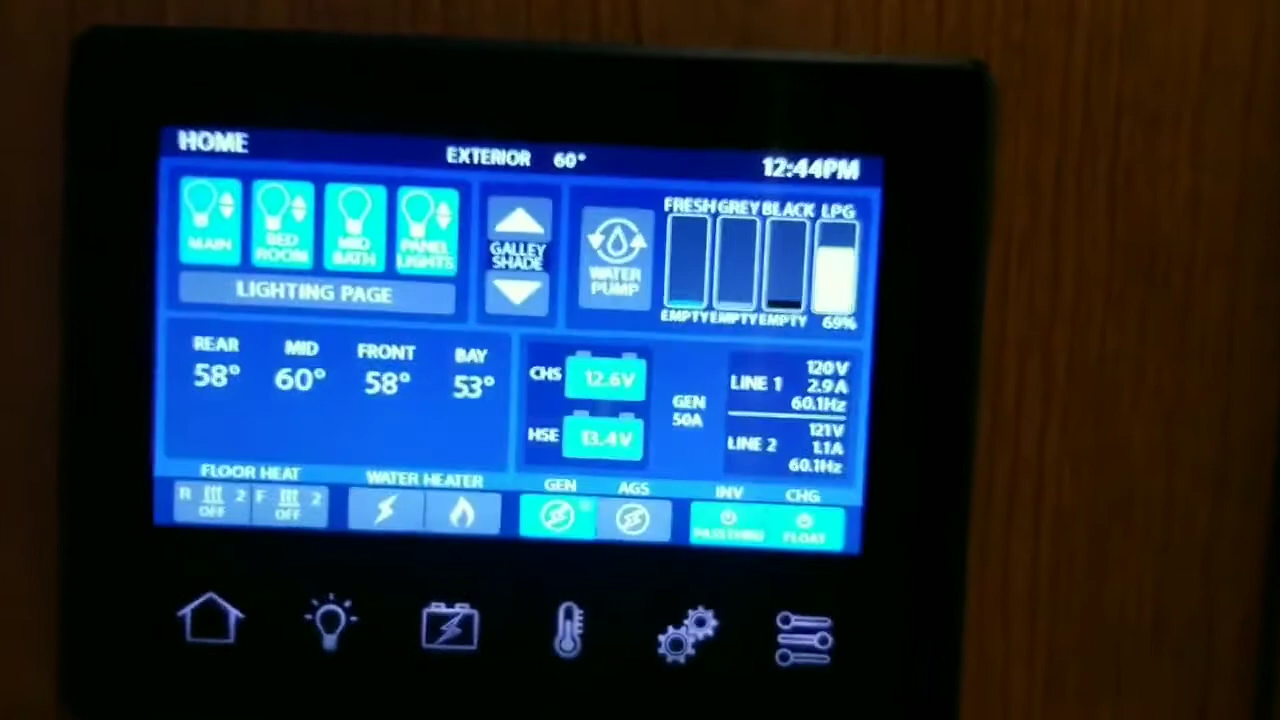 HOME
EXTERIOR 60°
12:44PM
MAIN
BED ROOM
MID BATH
PANEL LIGHTS
LIGHTING PAGE
GALLEY SHADE
WATER PUMP
FRESH GREY BLACK LPG
EMPTY EMPTY EMPTY 69%
REAR MID FRONT BAY
58° 60° 58° 53°
CHS 12.6V
HSE 13.4V
GEN
50A
LINE 1
120V
2.9A
60.1Hz
LINE 2
121V
1.1A
60.1Hz
FLOOR HEAT
R 2 F 2
OFF OFF
WATER HEATER
GEN AGS
INV CHG
PASSTHRU FLOAT